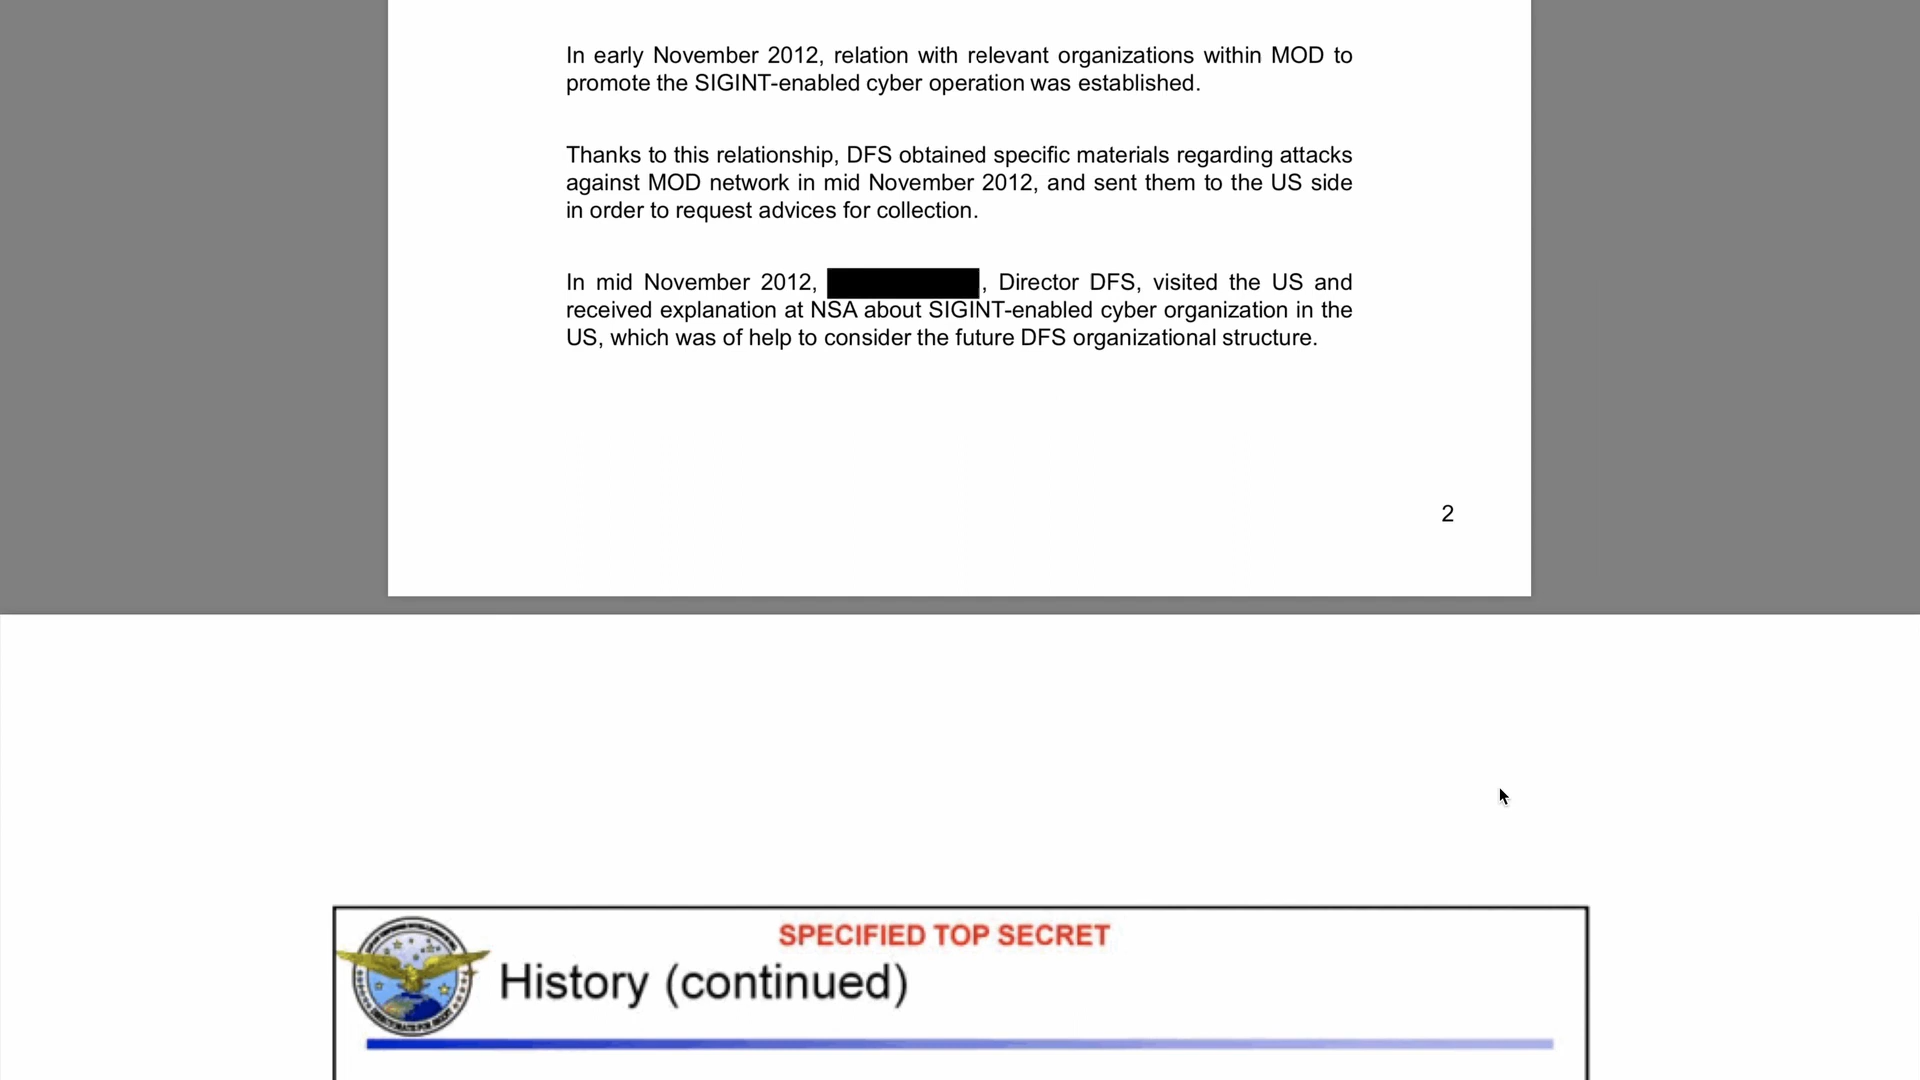 In early November 2012, relation with relevant organizations within MOD to
promote the SIGINT-enabled cyber operation was established.
Thanks to this relationship, DFS obtained specific materials regarding attacks
against MOD network in mid November 2012, and sent them to the US side
in order to request advices for collection.
In mid November 2012, , Director DFS, visited the US and
received explanation at NSA about SIGINT-enabled cyber organization in the
US, which was of help to consider the future DFS organizational structure.
2
SPECIFIED TOP SECRET
History (continued)